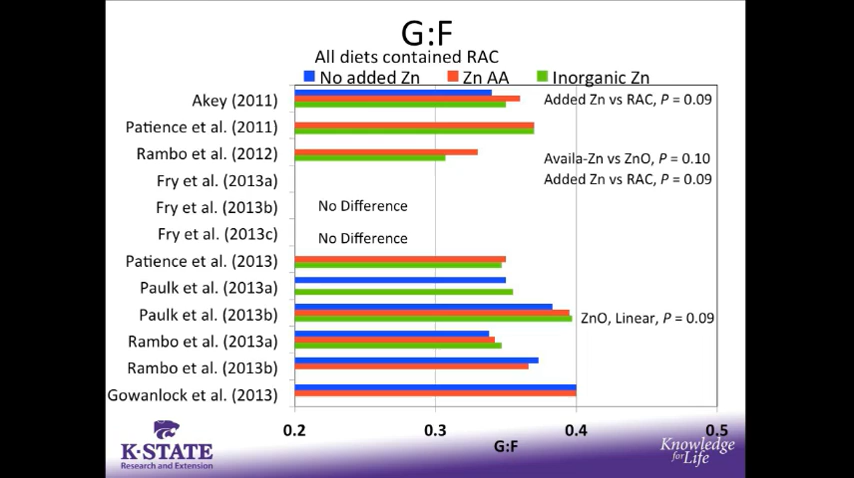 G:F
All diets contained RAC
No added Zn Zn AA Inorganic Zn
Akey (2011)
Added Zn vs RAC, P = 0.09
Patience et al. (2011)
Rambo et al. (2012)
Availa-Zn vs ZnO, P = 0.10
Fry et al. (2013a)
Added Zn vs RAC, P = 0.09
Fry et al. (2013b)
No Difference
Fry et al. (2013c)
No Difference
Patience et al. (2013)
Paulk et al. (2013a)
Paulk et al. (2013b)
ZnO, Linear, P = 0.09
Rambo et al. (2013a)
Rambo et al. (2013b)
Gowanlock et al. (2013)
0.2 0.3 0.4 0.5
G:F
K-STATE
Research and Extension
Knowledge
for Life